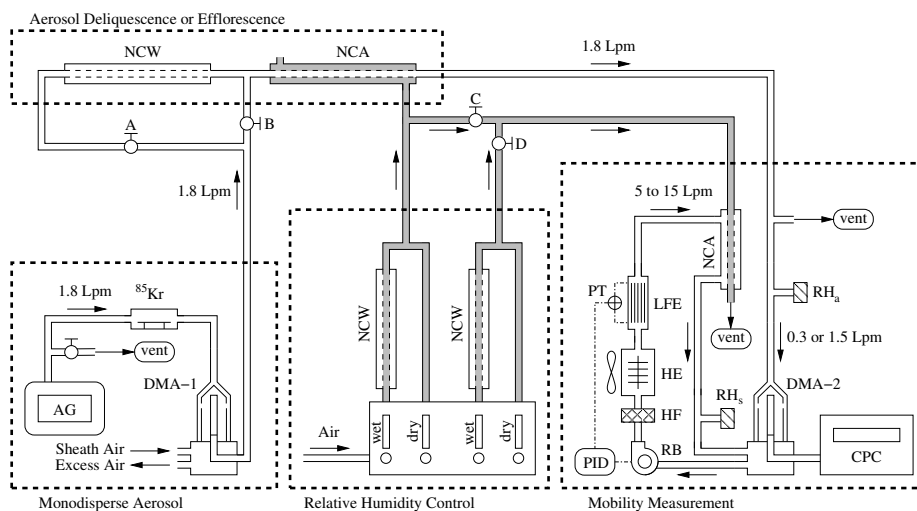 Aerosol Deliquescence or Efflorescence
NCW
NCA
1.8 Lpm
A
B
C
D
1.8 Lpm
5 to 15 Lpm
vent
NCA
1.8 Lpm
⁸⁵Kr
vent
DMA−1
AG
Sheath Air
Excess Air
Monodisperse Aerosol
NCW
NCW
Air
wet
dry
wet
dry
Relative Humidity Control
PT
LFE
RHₐ
vent
0.3 or 1.5 Lpm
HE
DMA−2
RHₛ
HF
RB
PID
CPC
Mobility Measurement